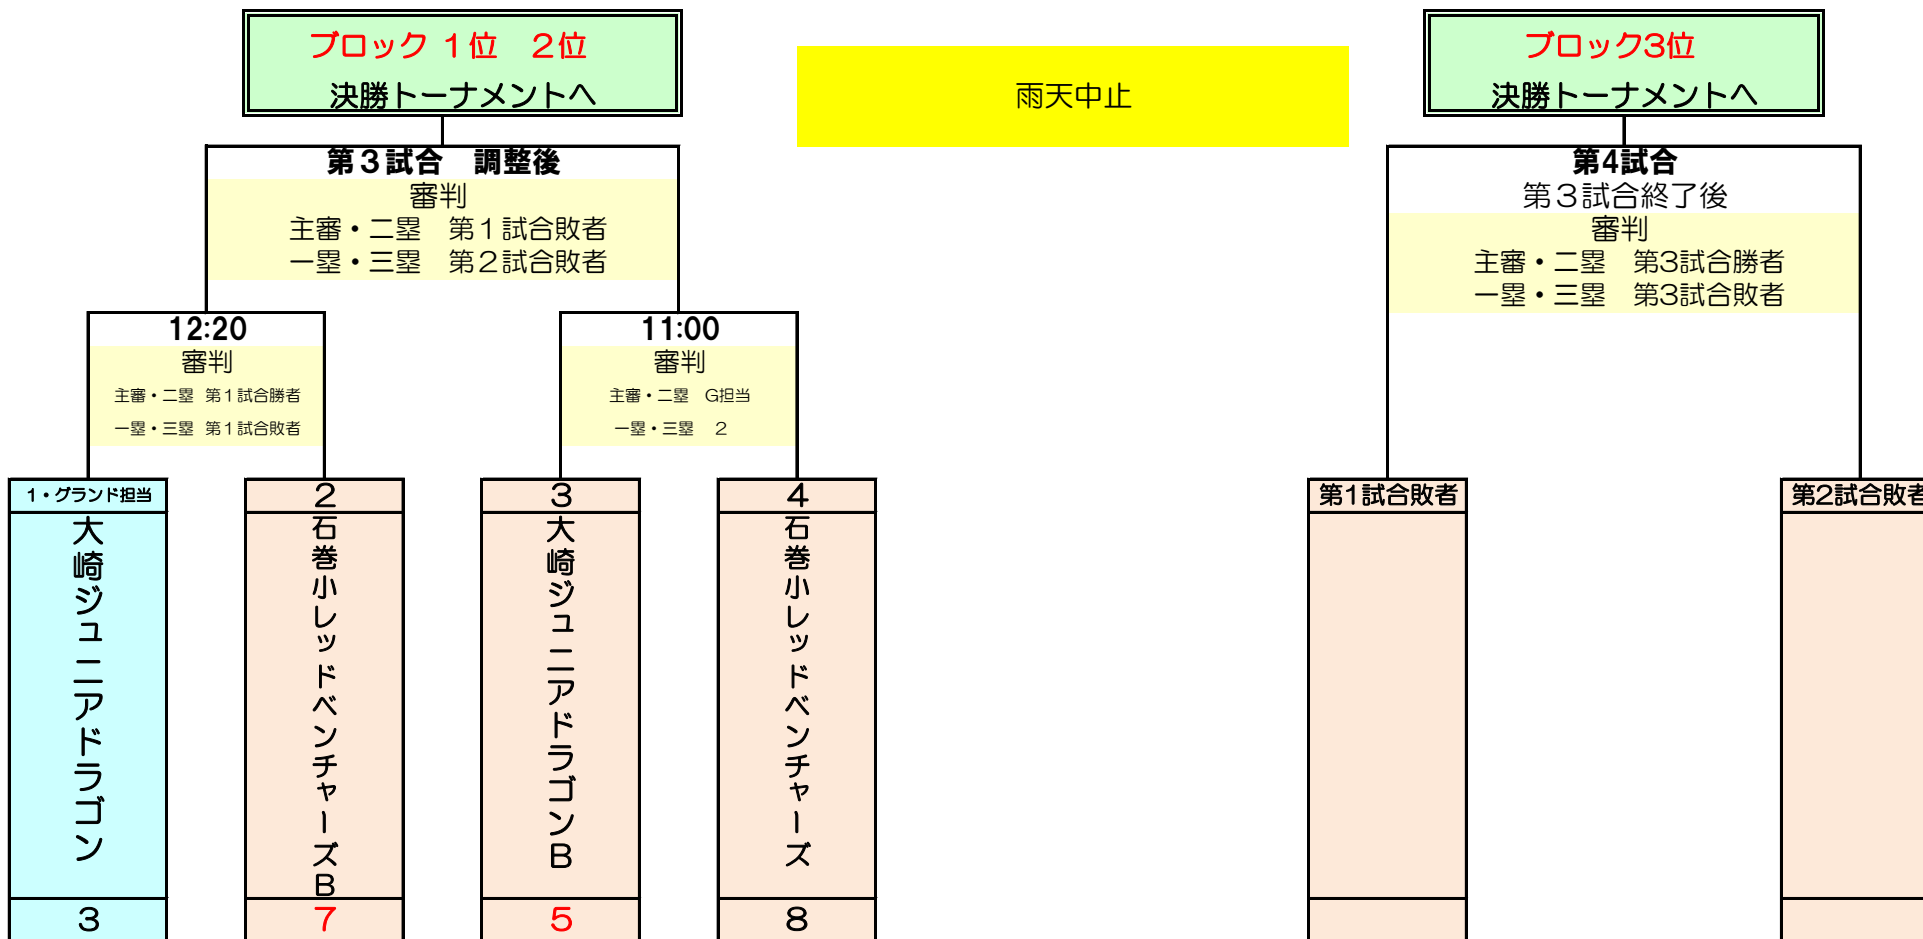 ブロック 1位　2位
決勝トーナメントへ
雨天中止
ブロック3位
決勝トーナメントへ
第3試合　調整後
審判
主審・二塁　第1試合敗者
一塁・三塁　第2試合敗者
第4試合
第3試合終了後
審判
主審・二塁　第3試合勝者
一塁・三塁　第3試合敗者
12:20
審判
主審・二塁 第1試合勝者
一塁・三塁 第1試合敗者
11:00
審判
主審・二塁　G担当
一塁・三塁　2
1・グランド担当
2
3
4
第1試合敗者
第2試合敗者
大崎ジュニアドラゴン
石巻小レッドベンチャーズB
大崎ジュニアドラゴンB
石巻小レッドベンチャーズ
3
7
5
8